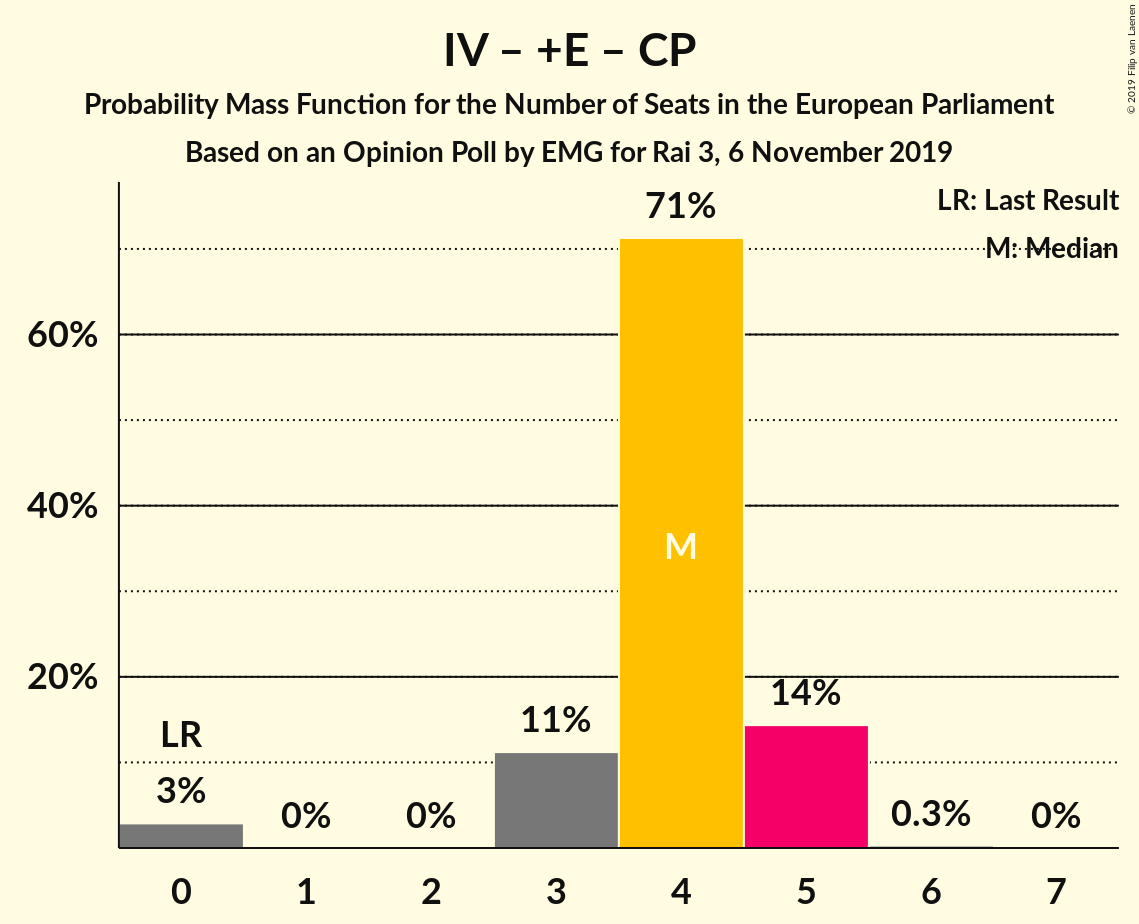 IV – +E – CP
Probability Mass Function for the Number of Seats in the European Parliament
Based on an Opinion Poll by EMG for Rai 3, 6 November 2019
© 2019 Filip van Laenen
LR: Last Result
M: Median
71%
60%
40%
M
20%
14%
11%
LR
3%
0%
0%
0.3%
0%
0 1 2 3 4 5 6 7